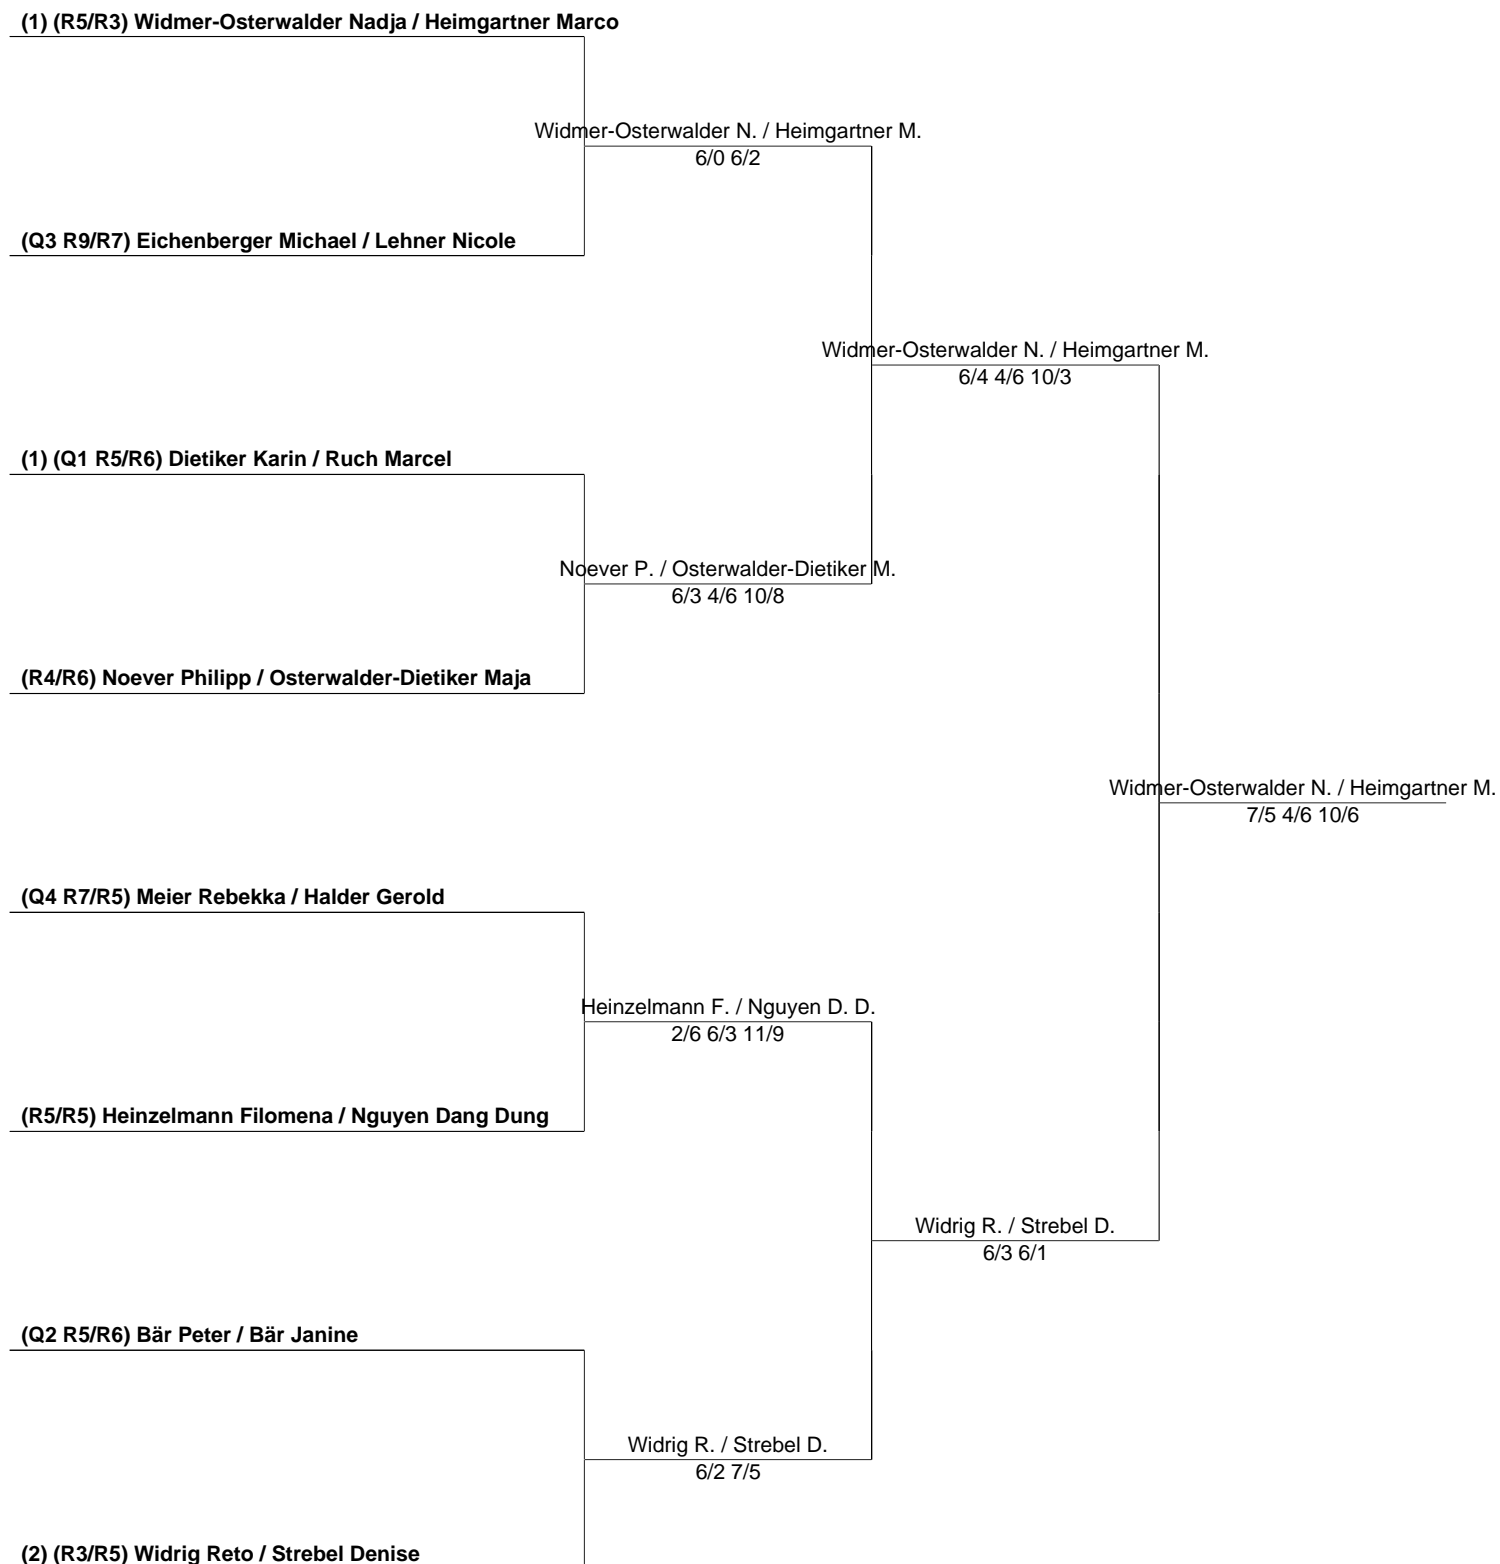 (1) (R5/R3) Widmer-Osterwalder Nadja / Heimgartner Marco
Widmer-Osterwalder N. / Heimgartner M.
6/0 6/2
(Q3 R9/R7) Eichenberger Michael / Lehner Nicole
Widmer-Osterwalder N. / Heimgartner M.
6/4 4/6 10/3
(1) (Q1 R5/R6) Dietiker Karin / Ruch Marcel
Noever P. / Osterwalder-Dietiker M.
6/3 4/6 10/8
(R4/R6) Noever Philipp / Osterwalder-Dietiker Maja
Widmer-Osterwalder N. / Heimgartner M.
7/5 4/6 10/6
(Q4 R7/R5) Meier Rebekka / Halder Gerold
Heinzelmann F. / Nguyen D. D.
2/6 6/3 11/9
(R5/R5) Heinzelmann Filomena / Nguyen Dang Dung
Widrig R. / Strebel D.
6/3 6/1
(Q2 R5/R6) Bär Peter / Bär Janine
Widrig R. / Strebel D.
6/2 7/5
(2) (R3/R5) Widrig Reto / Strebel Denise